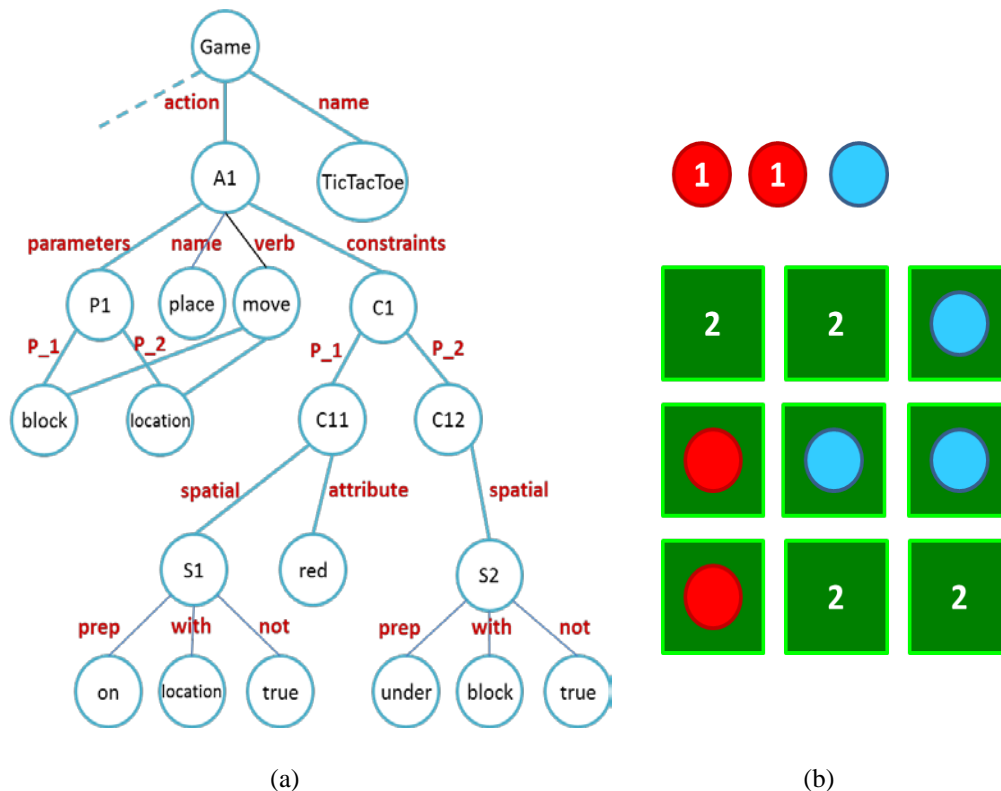 Game
action name
A1 TicTacToe
parameters name verb constraints
P1 place move C1
P_1 P_2 P_1 P_2
block location C11 C12
spatial attribute spatial
S1 red S2
prep with not prep with not
on location true under block true
(a)
1 1
2 2
2 2
(b)